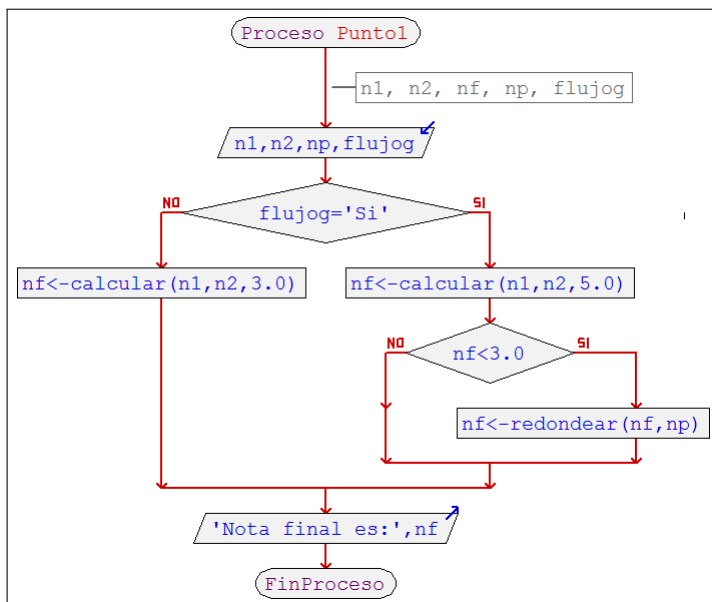 Proceso Punto1
n1, n2, nf, np, flujog
n1,n2,np,flujog
NO
SI
flujog='Si'
nf<-calcular(n1,n2,3.0)
nf<-calcular(n1,n2,5.0)
NO
SI
nf<3.0
nf<-redondear(nf,np)
'Nota final es:',nf
FinProceso